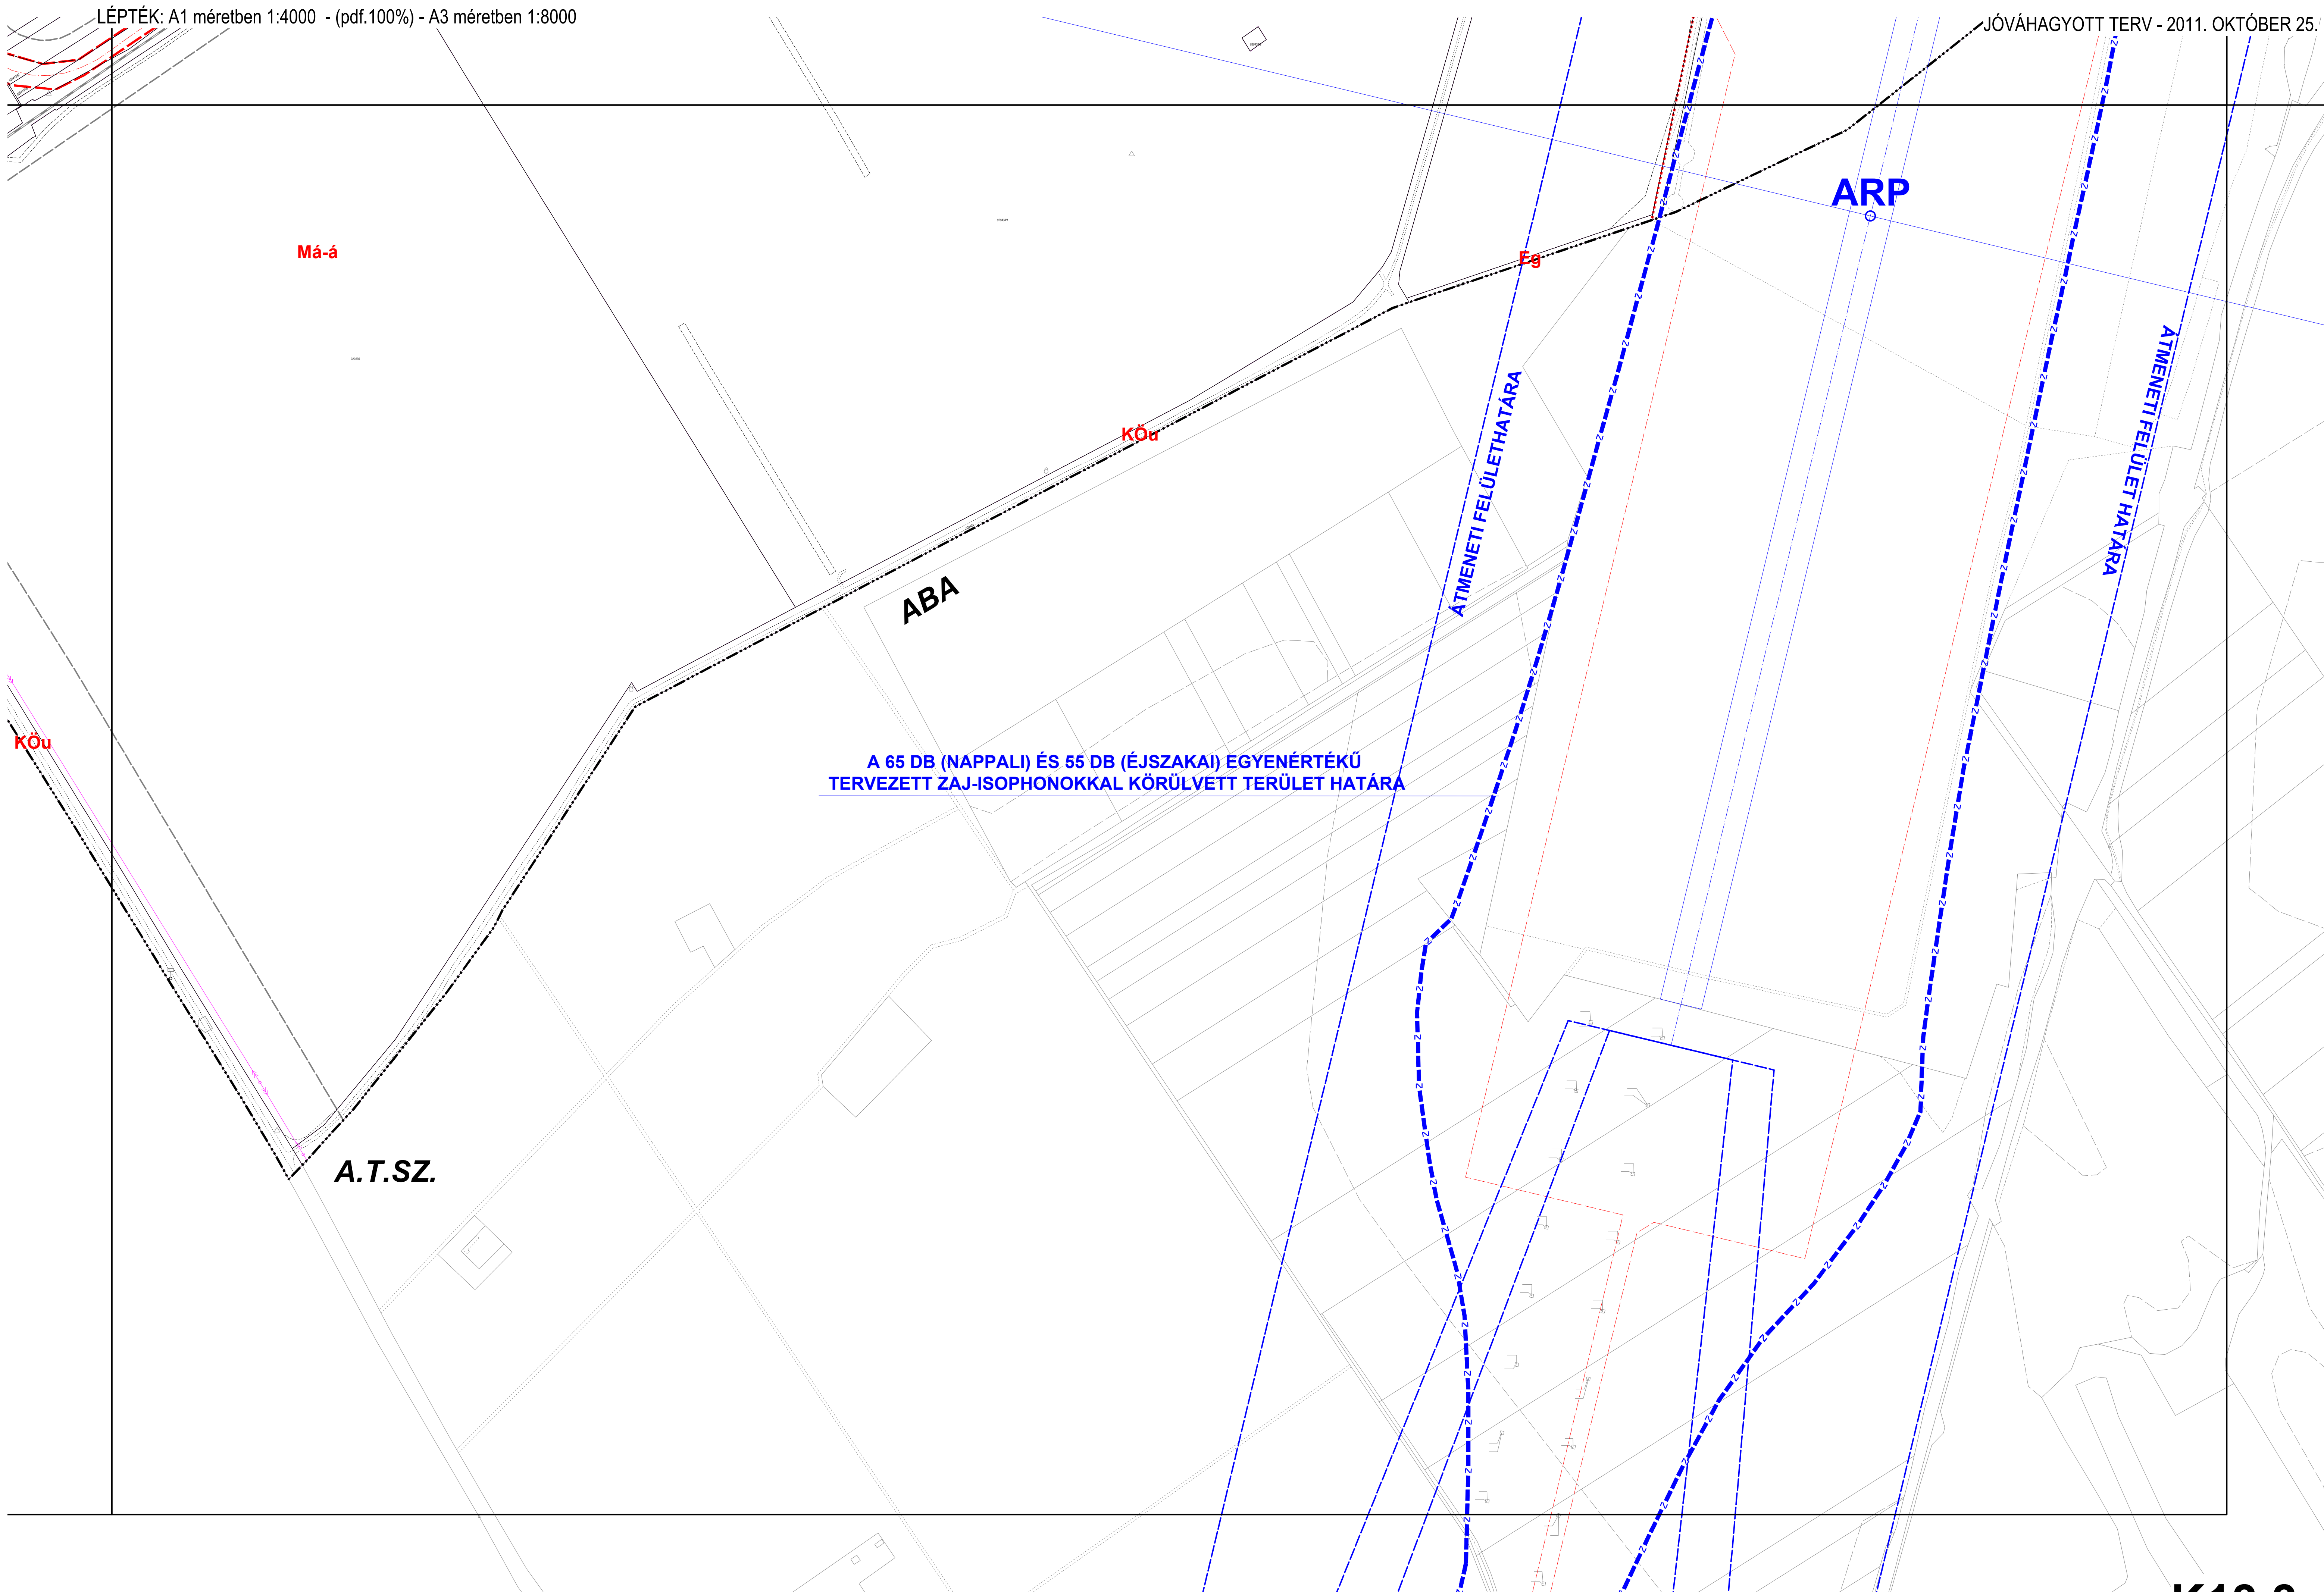 LÉPTÉK: A1 méretben 1:4000 - (pdf.100%) - A3 méretben 1:8000
JÓVÁHAGYOTT TERV - 2011. OKTÓBER 25.
ARP
Má-á
Eg
KÖu
ÁTMENETI FELÜLETHATÁRA
ÁTMENETI FELÜLET HATÁRA
ABA
KÖu
A 65 DB (NAPPALI) ÉS 55 DB (ÉJSZAKAI) EGYENÉRTÉKŰ
TERVEZETT ZAJ-ISOPHONOKKAL KÖRÜLVETT TERÜLET HATÁRA
A.T.SZ.